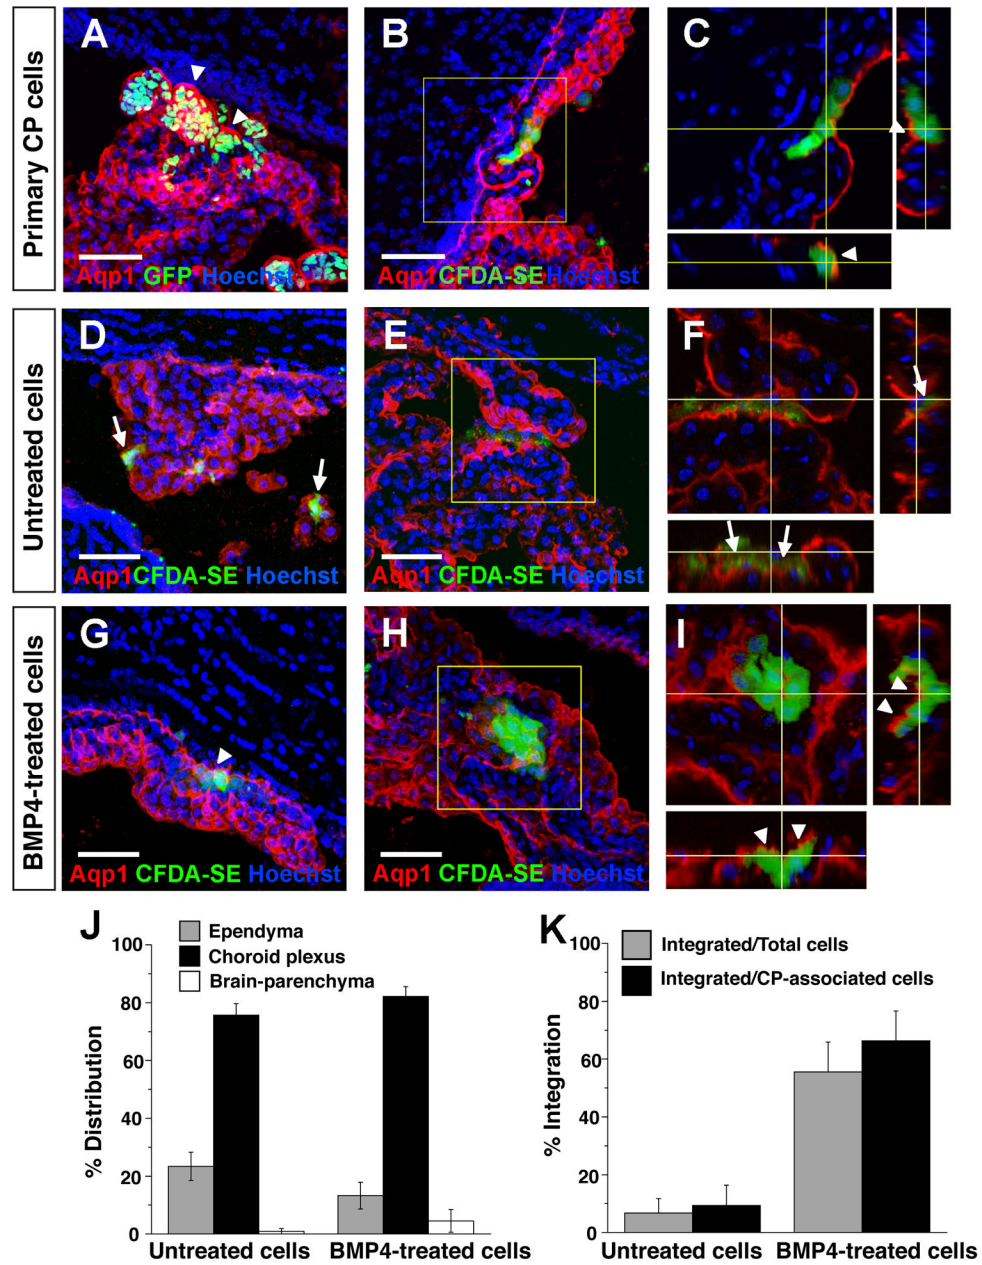 Primary CP cells
A
Aqp1 GFP Hoechst
B
Aqp1 CFDA-SE Hoechst
C
Untreated cells
D
Aqp1 CFDA-SE Hoechst
E
Aqp1 CFDA-SE Hoechst
F
BMP4-treated cells
G
Aqp1 CFDA-SE Hoechst
H
Aqp1 CFDA-SE Hoechst
I
J
Ependyma
Choroid plexus
Brain-parenchyma
% Distribution
100
80
60
40
20
0
Untreated cells
BMP4-treated cells
K
Integrated/Total cells
Integrated/CP-associated cells
% Integration
100
80
60
40
20
0
Untreated cells
BMP4-treated cells